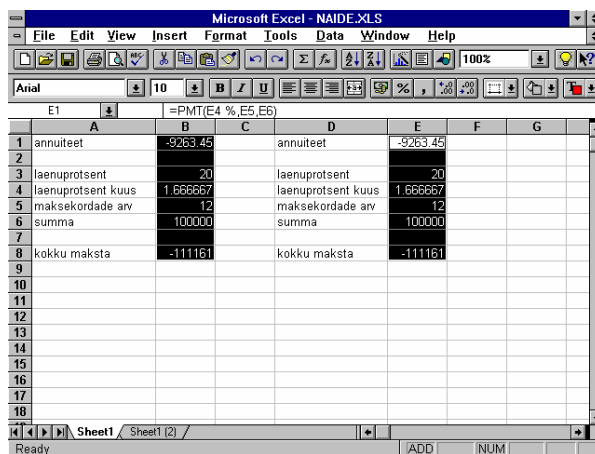 Microsoft Excel - NAIDE.XLS
File Edit View Insert Format Tools Data Window Help
100%
Arial 10 B I U % ,
E1 =PMT(E4 %,E5,E6)
A B C D E F G
1 annuiteet -9263.45 annuiteet -9263.45
2
3 laenuprotsent 20 laenuprotsent 20
4 laenuprotsent kuus 1.666667 laenuprotsent kuus 1.666667
5 maksekordade arv 12 maksekordade arv 12
6 summa 100000 summa 100000
7
8 kokku maksta -111161 kokku maksta -111161
9
10
11
12
13
14
15
16
17
18
Sheet1 Sheet1 (2)
Ready ADD NUM